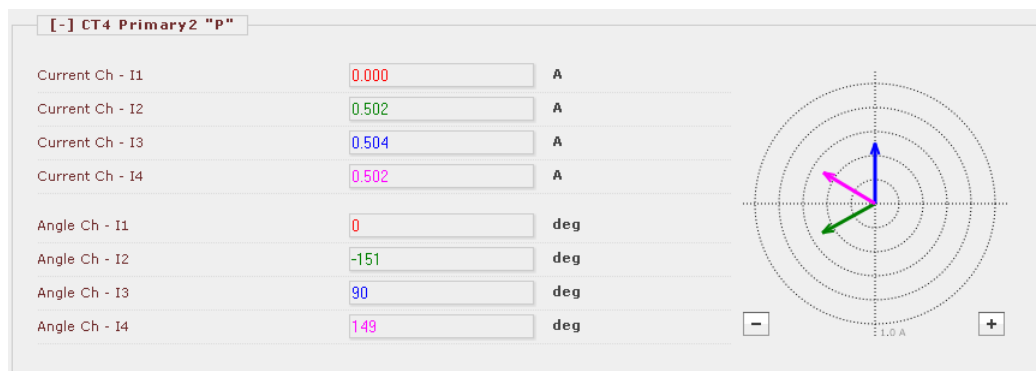 [-] CT4 Primary2 "P"
Current Ch - I1 0.000 A
Current Ch - I2 0.502 A
Current Ch - I3 0.504 A
Current Ch - I4 0.502 A
Angle Ch - I1 0 deg
Angle Ch - I2 -151 deg
Angle Ch - I3 90 deg
Angle Ch - I4 149 deg
- +
1.0 A